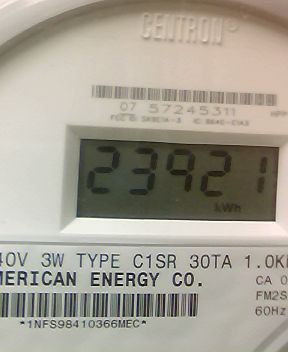 CENTRON®
07 57245311
23921
kWh
40V 3W TYPE C1SR 30TA 1.0K
MERICAN ENERGY CO.
CA 0
FM2S
60Hz
*1NFS98410366MEC*